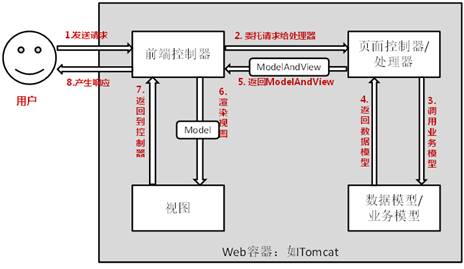 1.发送请求
2. 委托请求给处理器
前端控制器
页面控制器/
处理器
ModelAndView
8.产生响应
5. 返回ModelAndView
用户
7.返回到控制器
6.渲染视图
Model
4.返回数据模型
3.调用业务模型
视图
数据模型/
业务模型
Web容器：如Tomcat